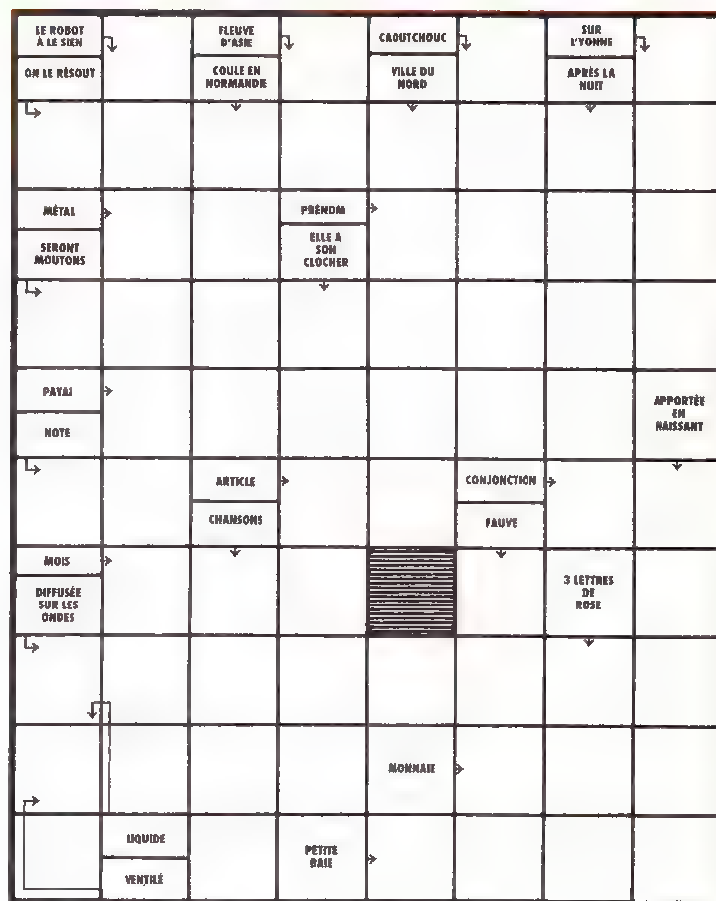 LE ROBOT
A LE SIEN
FLEUVE
D'ASIE
CAOUTCHOUC
SUR
L'YONNE
ON LE RÉSOUT
COULE EN
NORMANDIE
VILLE DU
NORD
APRÈS LA
NUIT
MÉTAL
PRÉNOM
SERONT
MOUTONS
ELLE A
SON
CLOCHER
PATAI
NOTE
APPORTÉE
EN
NAISSANT
ARTICLE
CONJONCTION
CHANSONS
FAUVE
MOIS
DIFFUSÉE
SUR LES
ONDES
3 LETTRES
DE
ROSE
MONNAIE
LIQUIDE
VENTILÉ
PETITE
BAIE